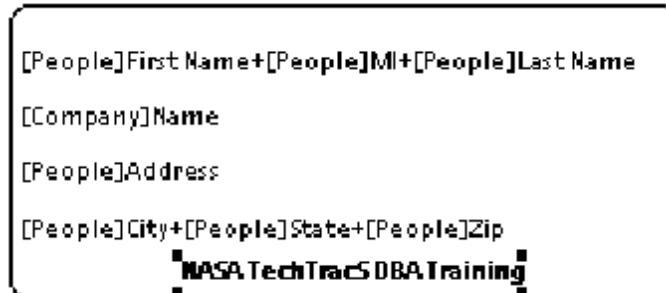 [People]First Name+[People]MI+[People]Last Name
[Company]Name
[People]Address
[People]City+[People]State+[People]Zip
NASA TechTracS DBA Training